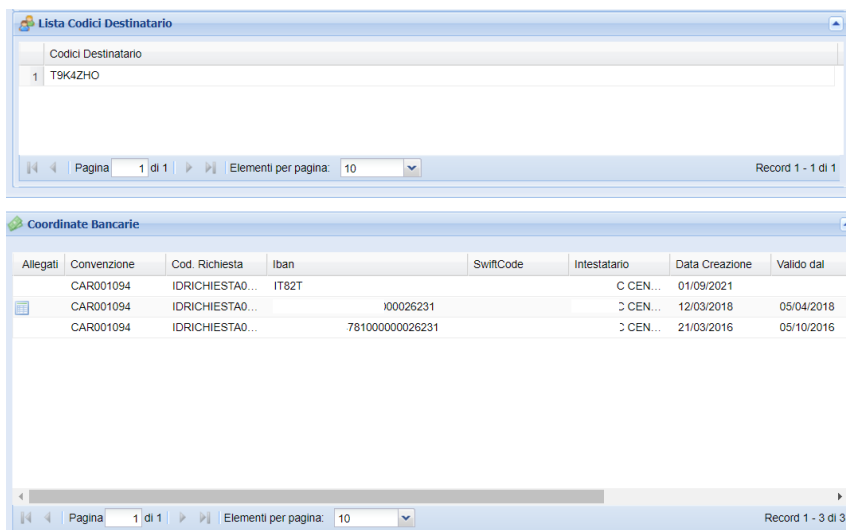 Lista Codici Destinatario
Codici Destinatario
1 T9K4ZHO
Pagina 1 di 1 Elementi per pagina: 10 Record 1 - 1 di 1
Coordinate Bancarie
Allegati Convenzione Cod. Richiesta Iban SwiftCode Intestatario Data Creazione Valido dal
CAR001094 IDRICHIESTA0... IT82T C CEN... 01/09/2021
CAR001094 IDRICHIESTA0... 00026231 CEN... 12/03/2018 05/04/2018
CAR001094 IDRICHIESTA0... 781000000026231 CEN... 21/03/2016 05/10/2016
Pagina 1 di 1 Elementi per pagina: 10 Record 1 - 3 di 3